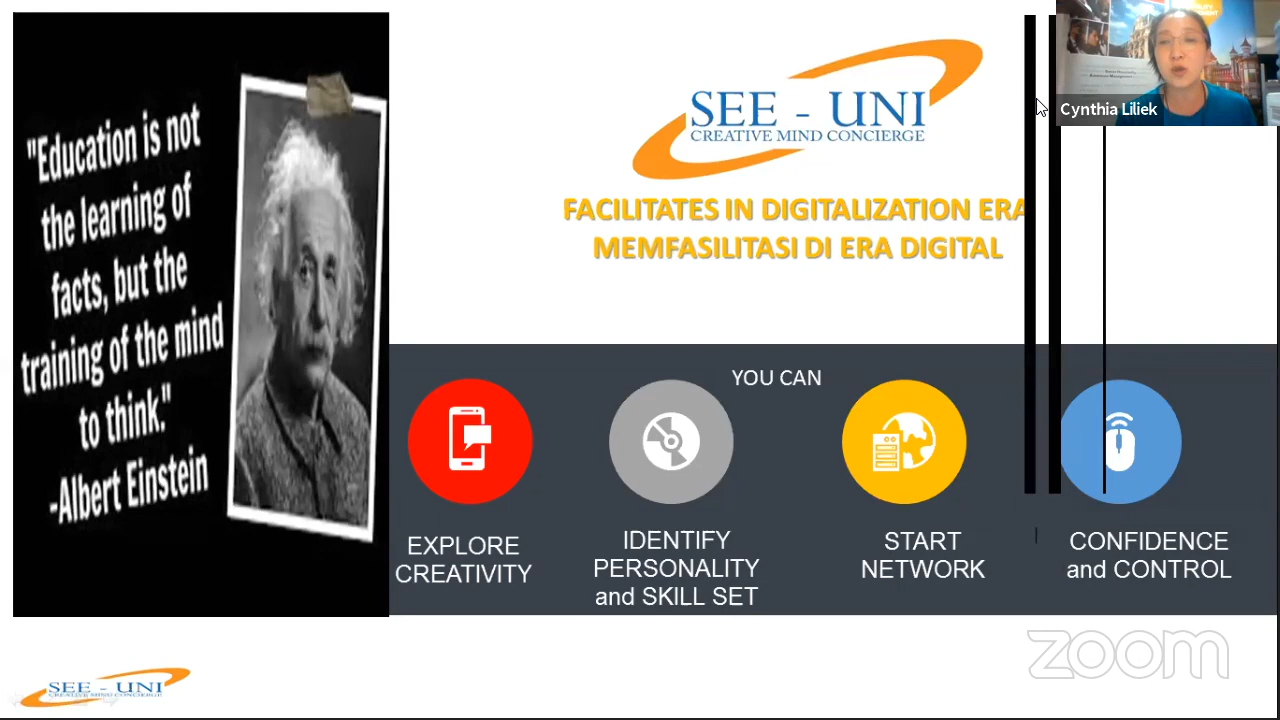 "Education is not
the learning of
facts, but the
training of the mind
to think."
-Albert Einstein
SEE - UNI
CREATIVE MIND CONCIERGE
FACILITATES IN DIGITALIZATION ERA
MEMFASILITASI DI ERA DIGITAL
Cynthia Liliek
YOU CAN
EXPLORE
CREATIVITY
IDENTIFY
PERSONALITY
and SKILL SET
START
NETWORK
CONFIDENCE
and CONTROL
zoom
SEE - UNI
CREATIVE MIND CONCIERGE